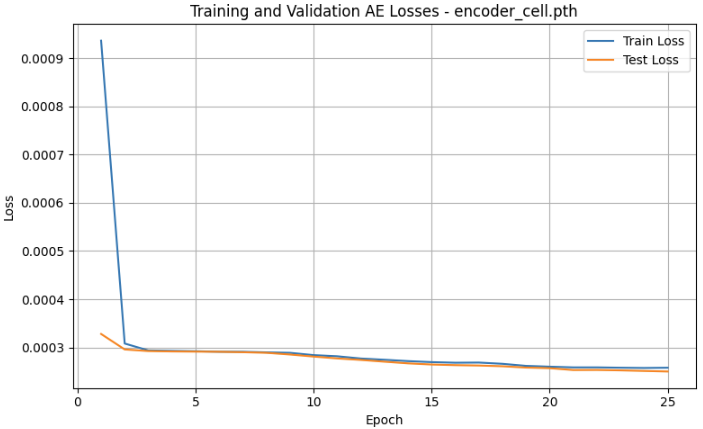 Training and Validation AE Losses - encoder_cell.pth
Train Loss
Test Loss
0.0009
0.0008
0.0007
0.0006
0.0005
0.0004
0.0003
Loss
0 5 10 15 20 25
Epoch